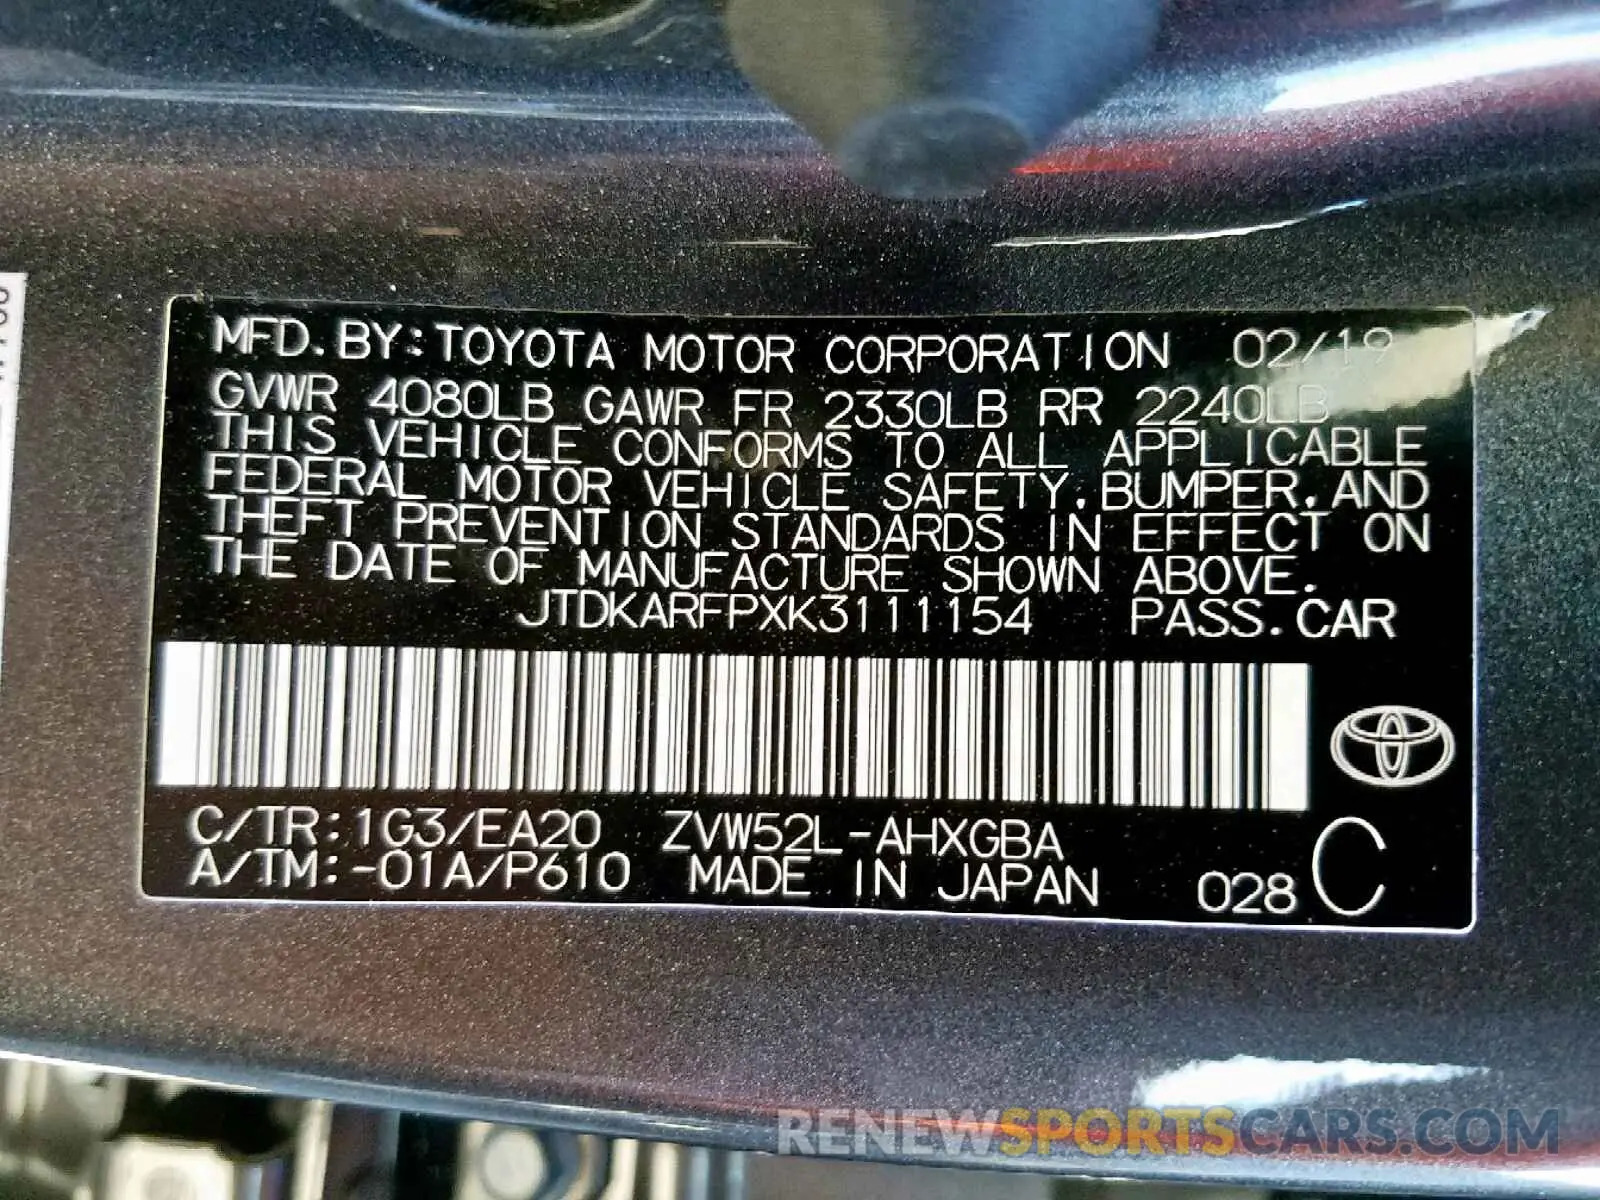 MFD.BY:TOYOTA MOTOR CORPORATION 02/19
GVWR 4080LB GAWR FR 2330LB RR 2240LB
THIS VEHICLE CONFORMS TO ALL APPLICABLE
FEDERAL MOTOR VEHICLE SAFETY,BUMPER,AND
THEFT PREVENTION STANDARDS IN EFFECT ON
THE DATE OF MANUFACTURE SHOWN ABOVE.
JTDKARFPXK3111154 PASS.CAR
C/TR:1G3/EA20 ZVW52L-AHXGBA
A/TM:-01A/P610 MADE IN JAPAN 028 C
RENEWSPORTSCARS.COM